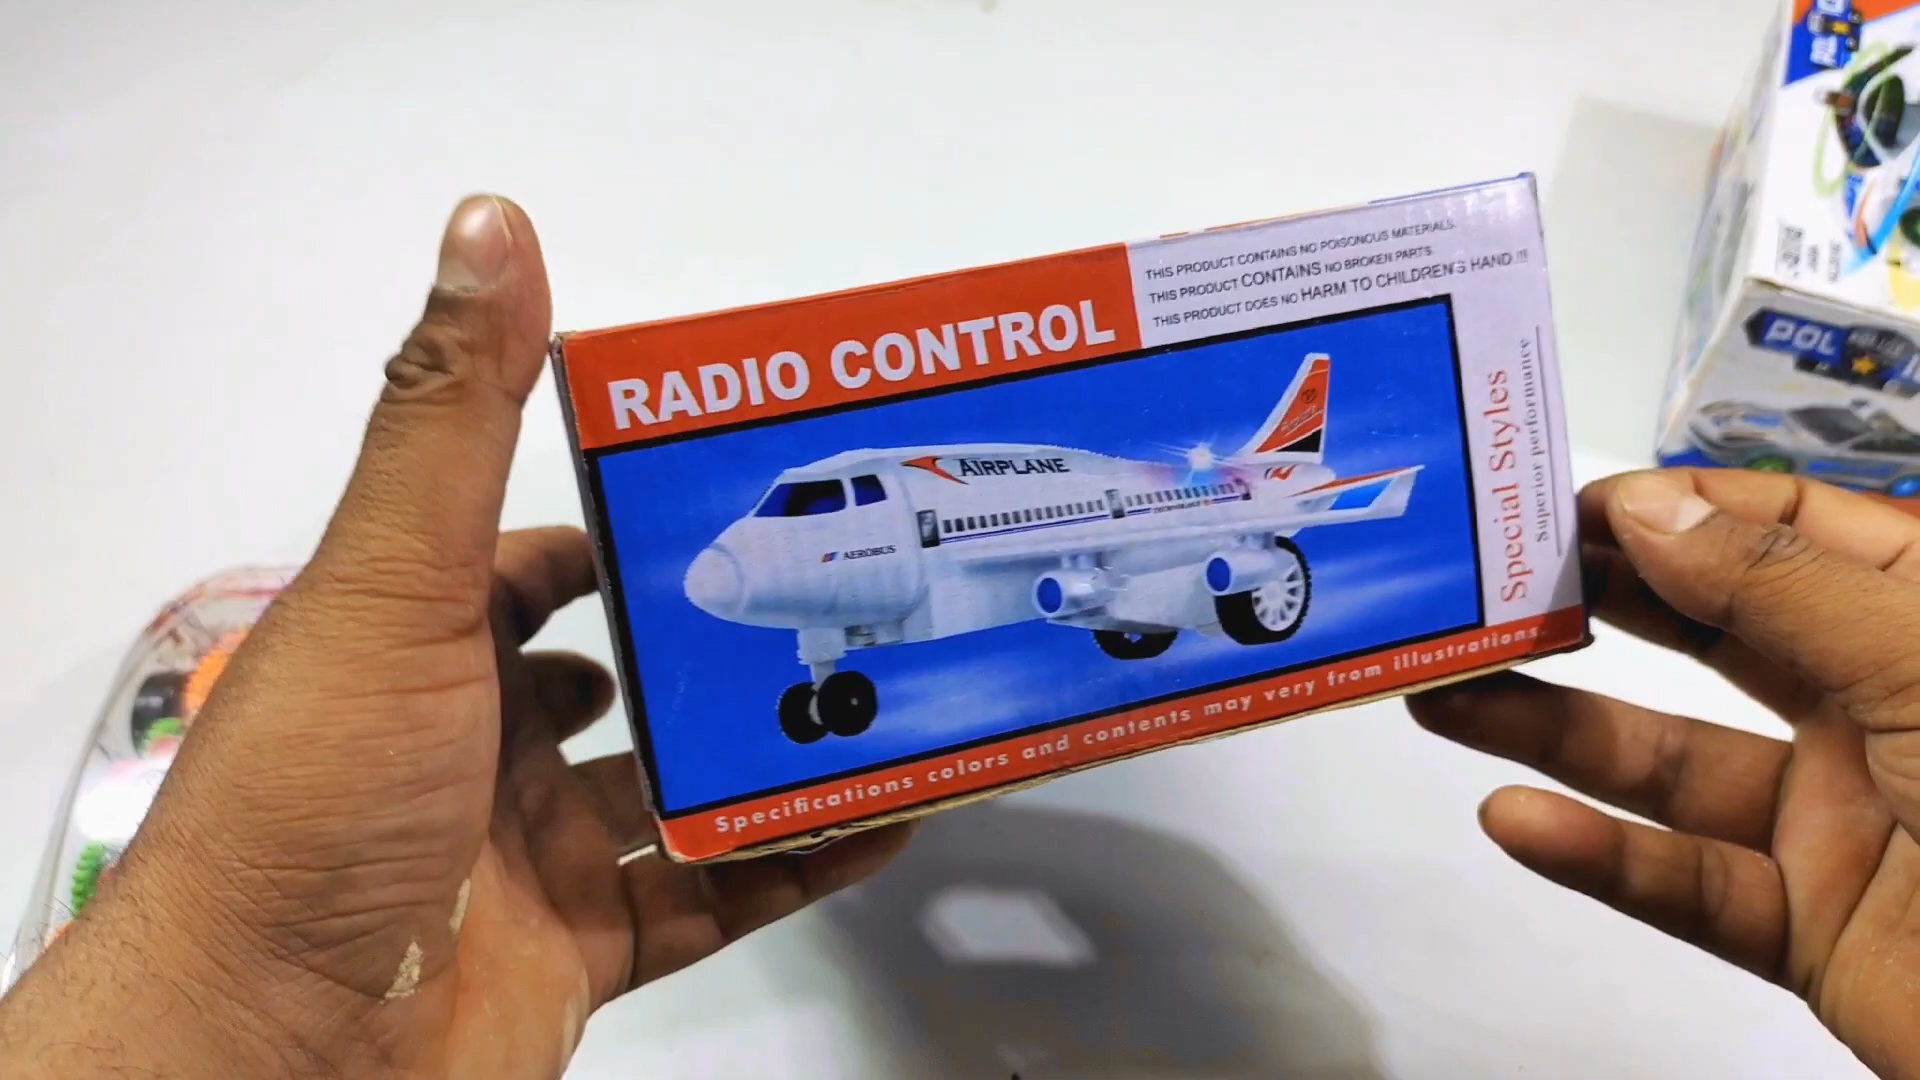 RADIO CONTROL
THIS PRODUCT CONTAINS NO POISONOUS MATERIALS.
THIS PRODUCT CONTAINS NO BROKEN PARTS.
THIS PRODUCT DOES NO HARM TO CHILDREN'S HAND !!!
AIRPLANE
AEROBUS
Special Styles
Superior performance
Specifications colors and contents may very from illustrations.
POL